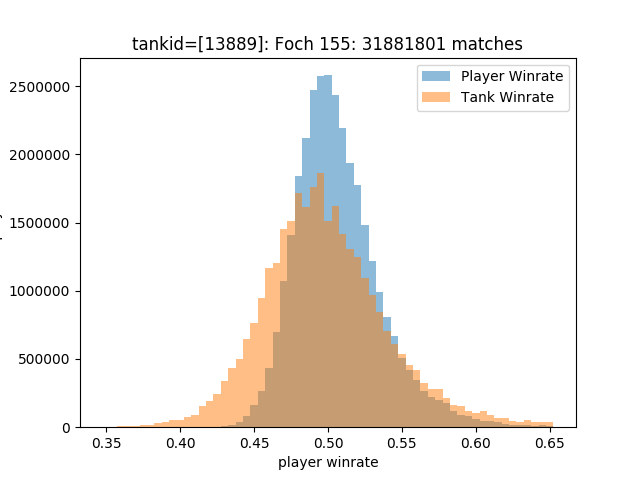 tankid=[13889]: Foch 155: 31881801 matches
Player Winrate
Tank Winrate
2500000
2000000
1500000
1000000
500000
0
0.35 0.40 0.45 0.50 0.55 0.60 0.65
player winrate